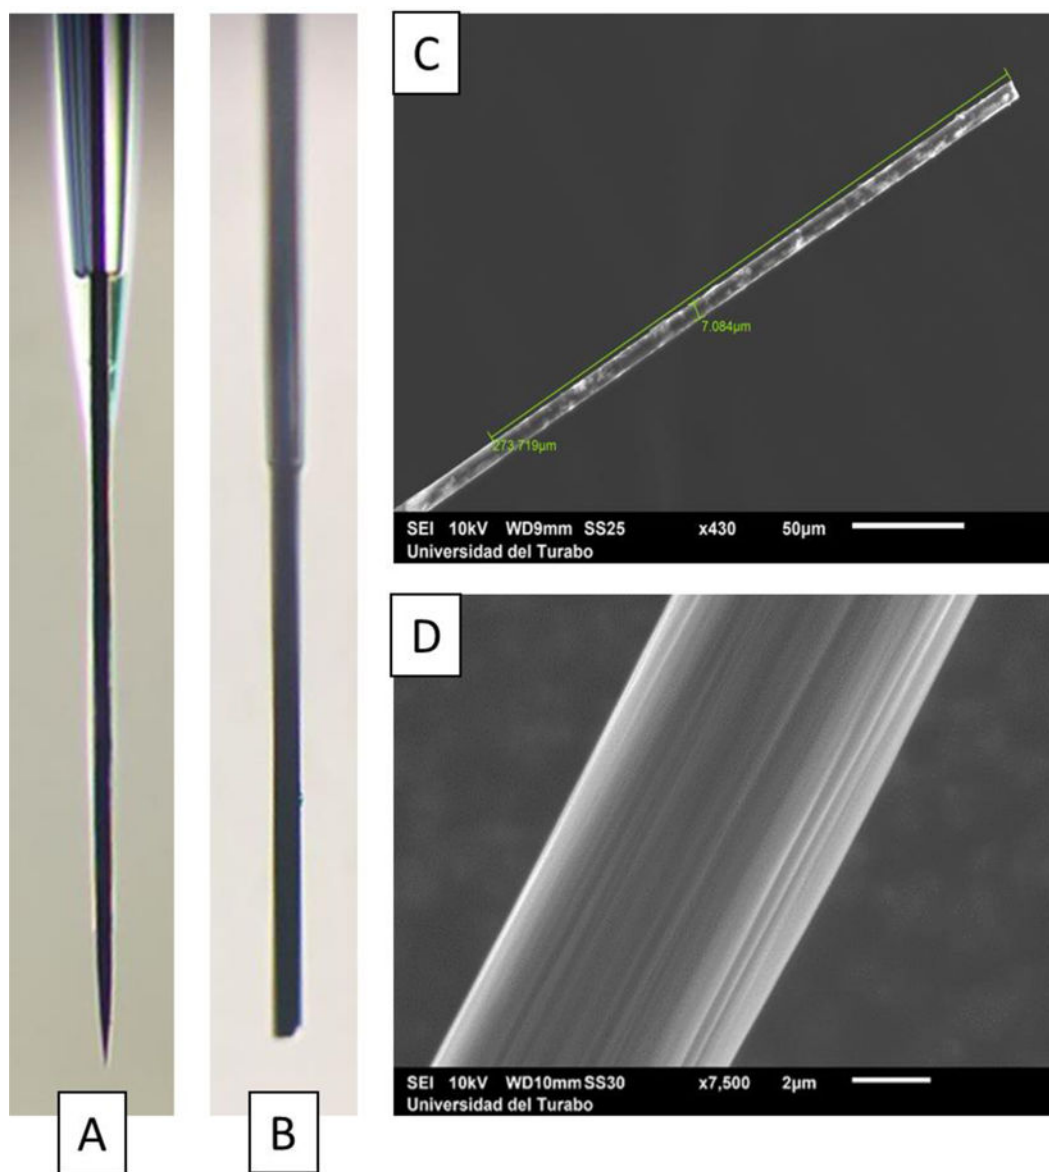 A
B
C
7.084µm
273.719µm
SEI 10kV WD9mm SS25 x430 50µm
Universidad del Turabo
D
SEI 10kV WD10mm SS30 x7,500 2µm
Universidad del Turabo